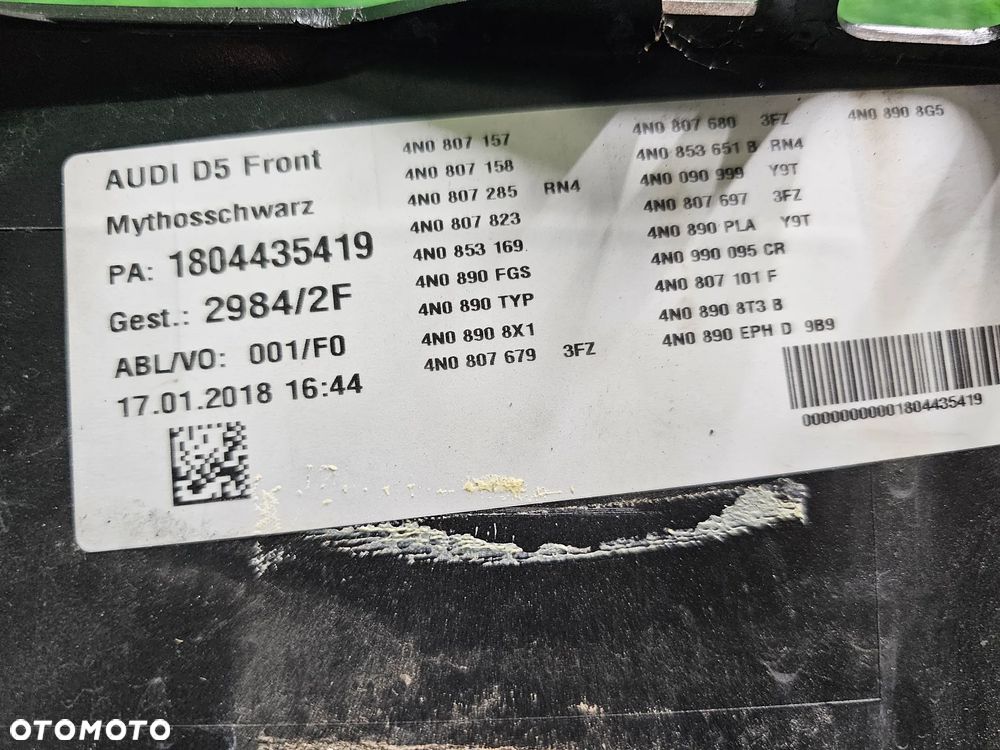 AUDI D5 Front
Mythosschwarz
PA: 1804435419
Gest.: 2984/2F
ABL/VO: 001/F0
17.01.2018 16:44
4N0 807 157
4N0 807 158
4N0 807 285 RN4
4N0 807 823
4N0 853 169
4N0 890 FGS
4N0 890 TYP
4N0 890 8X1
4N0 807 679 3FZ
4N0 807 680 3FZ
4N0 853 651 B RN4
4N0 090 999 Y9T
4N0 807 697 3FZ
4N0 890 PLA Y9T
4N0 990 095 CR
4N0 807 101 F
4N0 890 8T3 B
4N0 890 EPH D 9B9
4N0 890 8G5
00000000001804435419
OTOMOTO